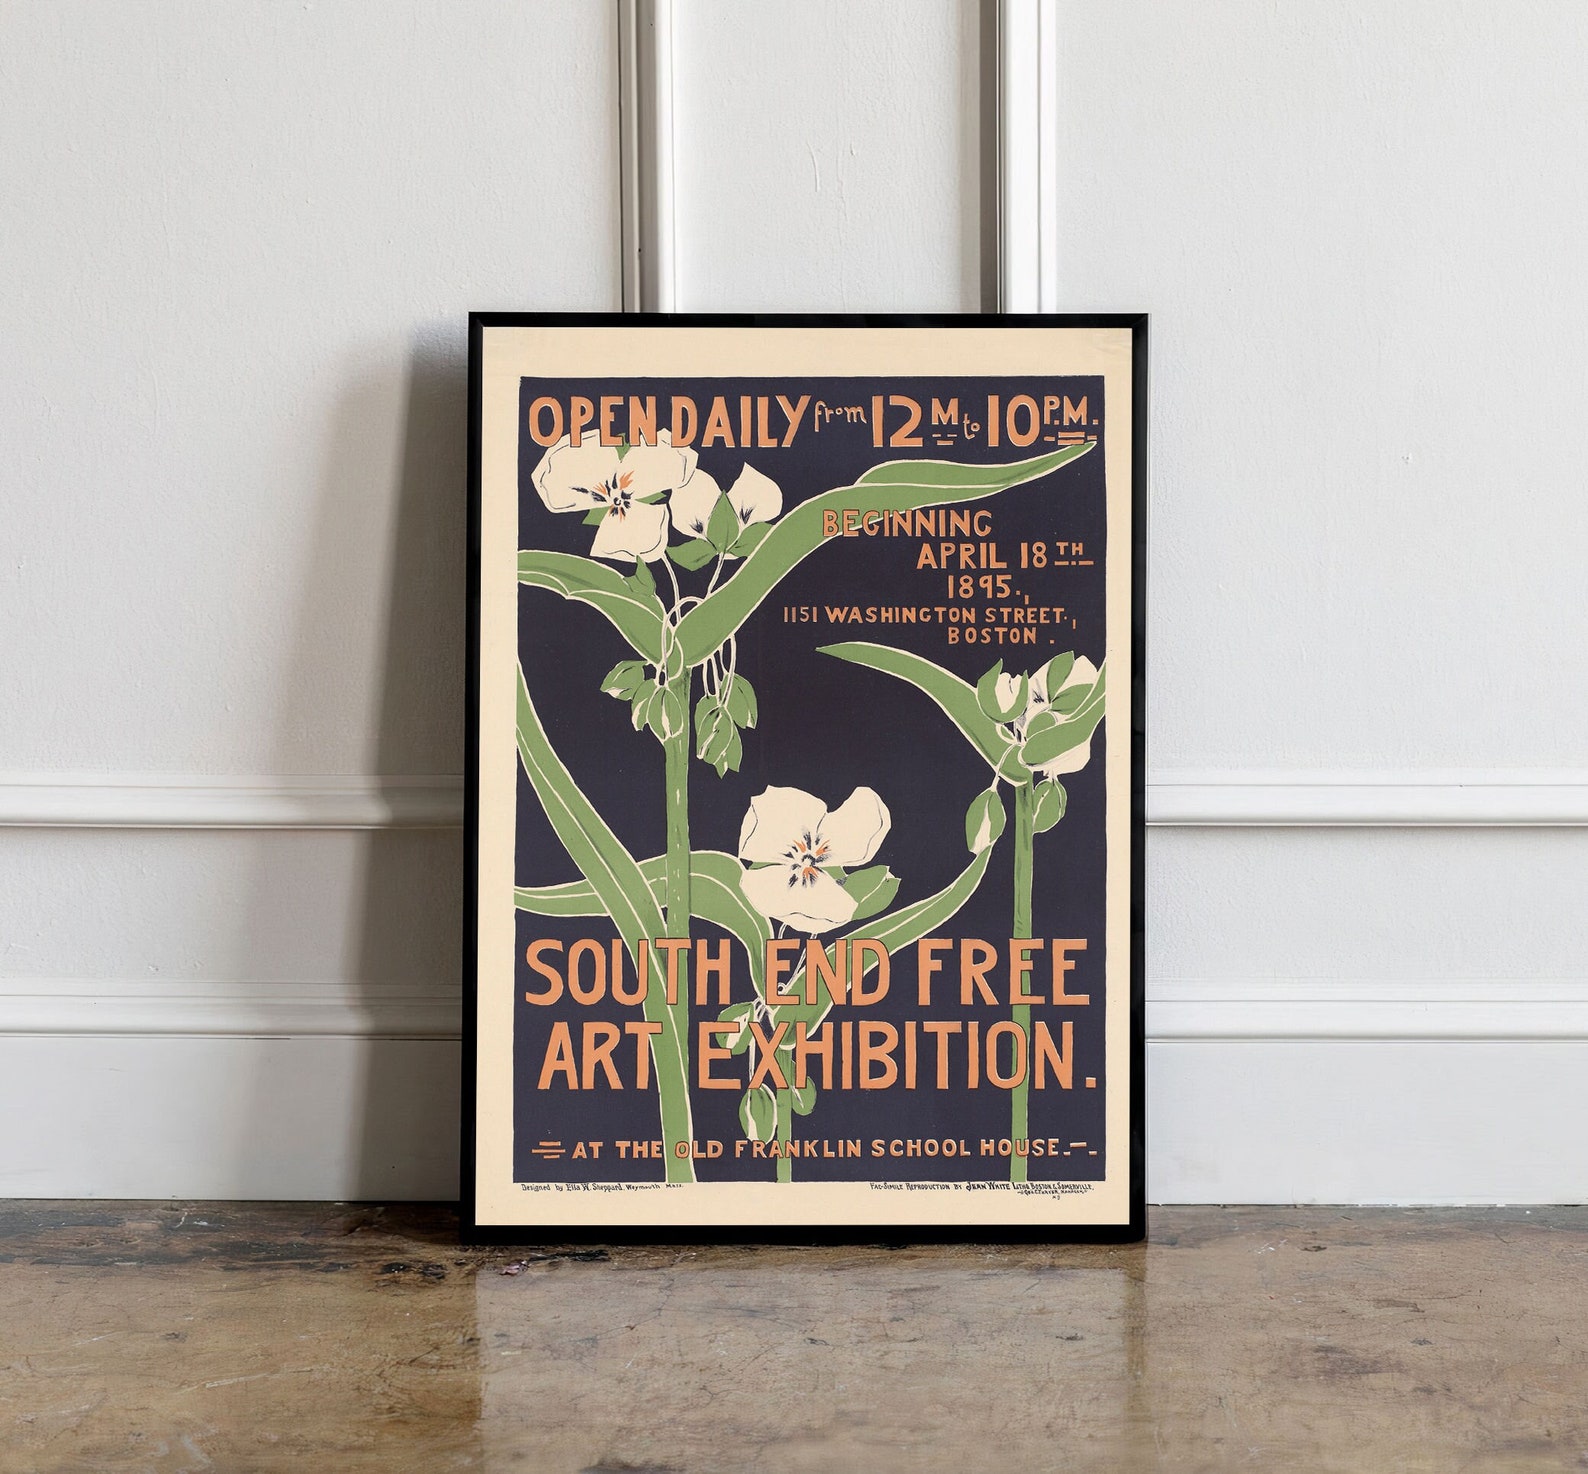 OPEN DAILY from 12 M to 10 P.M.
BEGINNING
APRIL 18TH
1895.,
1151 WASHINGTON STREET.,
BOSTON.
SOUTH END FREE
ART EXHIBITION.
AT THE OLD FRANKLIN SCHOOL HOUSE.
Designed by Ella W. Sheppard, Weymouth Mass.
FAC-SIMILE REPRODUCTION BY JEAN WHITE LITHO BOSTON & SOMERVILLE.